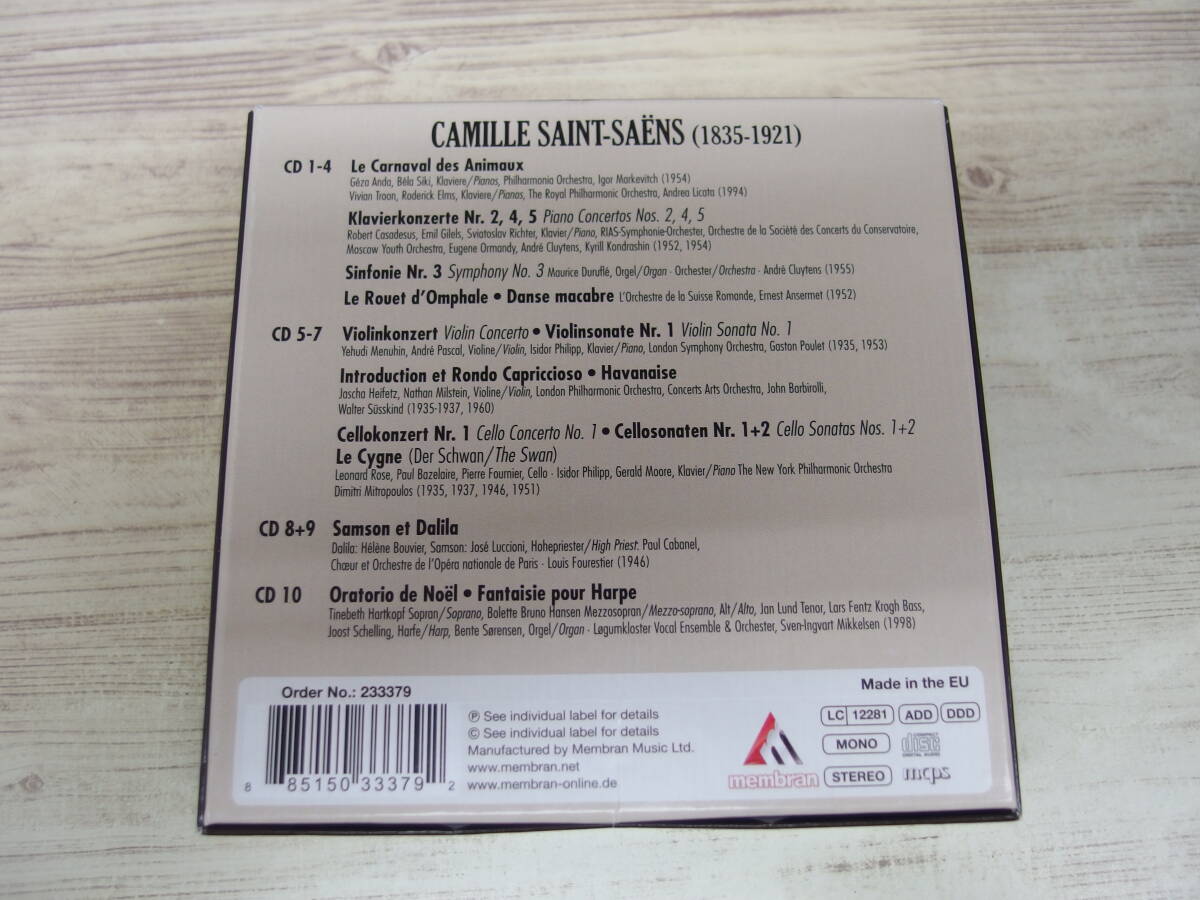 CAMILLE SAINT-SAËNS (1835-1921)
CD 1-4 Le Carnaval des Animaux
Géza Anda, Béla Siki, Klaviere/Pianos, Philharmonia Orchestra, Igor Markevitch (1954)
Vivian Troon, Roderick Elms, Klaviere/Pianos, The Royal Philharmonic Orchestra, Andrea Licata (1994)
Klavierkonzerte Nr. 2, 4, 5 Piano Concertos Nos. 2, 4, 5
Robert Casadesus, Emil Gilels, Sviatoslav Richter, Klavier/Piano, RIAS-Symphonie-Orchester, Orchestre de la Société des Concerts du Conservatoire,
Moscow Youth Orchestra, Eugene Ormandy, André Cluytens, Kyrill Kondrashin (1952, 1954)
Sinfonie Nr. 3 Symphony No. 3 Maurice Duruflé, Orgel/Organ · Orchester/Orchestra · André Cluytens (1955)
Le Rouet d'Omphale • Danse macabre L'Orchestre de la Suisse Romande, Ernest Ansermet (1952)
CD 5-7 Violinkonzert Violin Concerto • Violinsonate Nr. 1 Violin Sonata No. 1
Yehudi Menuhin, André Pascal, Violine/Violin, Isidor Philipp, Klavier/Piano, London Symphony Orchestra, Gaston Poulet (1935, 1953)
Introduction et Rondo Capriccioso • Havanaise
Jascha Heifetz, Nathan Milstein, Violine/Violin, London Philharmonic Orchestra, Concerts Arts Orchestra, John Barbirolli,
Walter Süsskind (1935-1937, 1960)
Cellokonzert Nr. 1 Cello Concerto No. 1 • Cellosonaten Nr. 1+2 Cello Sonatas Nos. 1+2
Le Cygne (Der Schwan/The Swan)
Leonard Rose, Paul Bazelaire, Pierre Fournier, Cello · Isidor Philipp, Gerald Moore, Klavier/Piano The New York Philharmonic Orchestra
Dimitri Mitropoulos (1935, 1937, 1946, 1951)
CD 8+9 Samson et Dalila
Dalila: Hélène Bouvier, Samson: José Luccioni, Hohepriester/High Priest: Paul Cabanel,
Chœur et Orchestre de l'Opéra nationale de Paris · Louis Fourestier (1946)
CD 10 Oratorio de Noël • Fantaisie pour Harpe
Tinebeth Hartkopf Sopran/Soprano, Bolette Bruno Hansen Mezzosopran/Mezzo-soprano, Alt/Alto, Jan Lund Tenor, Lars Fentz Krogh Bass,
Joost Schelling, Harfe/Harp, Bente Sørensen, Orgel/Organ · Løgumkloster Vocal Ensemble & Orchester, Sven-Ingvart Mikkelsen (1998)
Order No.: 233379
8 85150 33379 2
℗ See individual label for details
© See individual label for details
Manufactured by Membran Music Ltd.
www.membran.net
www.membran-online.de
membran
Made in the EU
LC 12281 ADD DDD
MONO COMPACT disc DIGITAL AUDIO
STEREO mcps